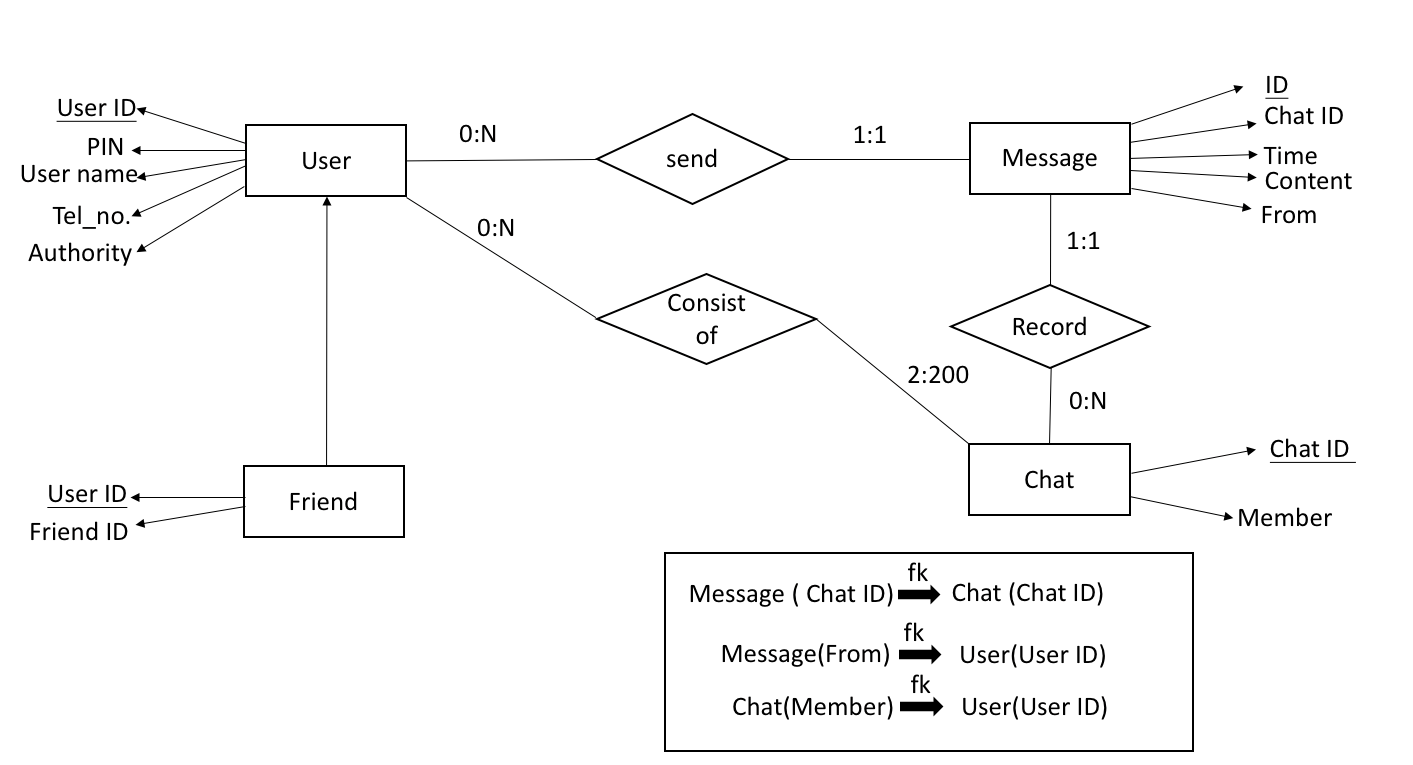 User ID
PIN
User name
Tel_no.
Authority
User
0:N
send
1:1
Message
ID
Chat ID
Time
Content
From
0:N
Consist
of
2:200
1:1
Record
0:N
Chat
Chat ID
Member
User ID
Friend ID
Friend
fk
Message ( Chat ID) Chat (Chat ID)
fk
Message(From) User(User ID)
fk
Chat(Member) User(User ID)